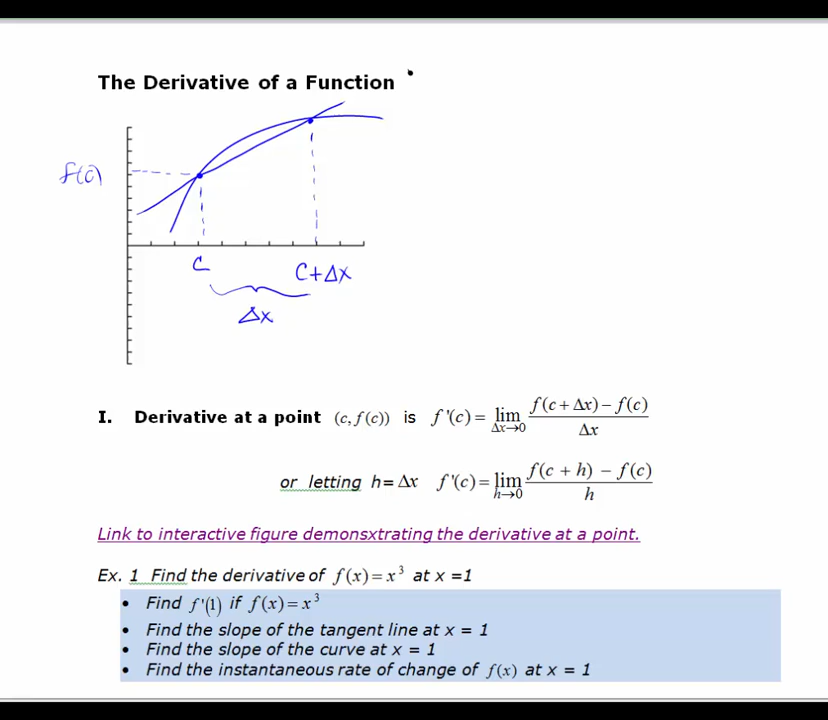 The Derivative of a Function
f(c)
c
c+Δx
Δx
I. Derivative at a point (c, f(c)) is f '(c) = lim Δx→0 f(c + Δx) − f(c) / Δx
or letting h = Δx f '(c) = lim h→0 f(c + h) − f(c) / h
Link to interactive figure demonsxtrating the derivative at a point.
Ex. 1 Find the derivative of f(x) = x³ at x =1
• Find f '(1) if f(x) = x³
• Find the slope of the tangent line at x = 1
• Find the slope of the curve at x = 1
• Find the instantaneous rate of change of f(x) at x = 1